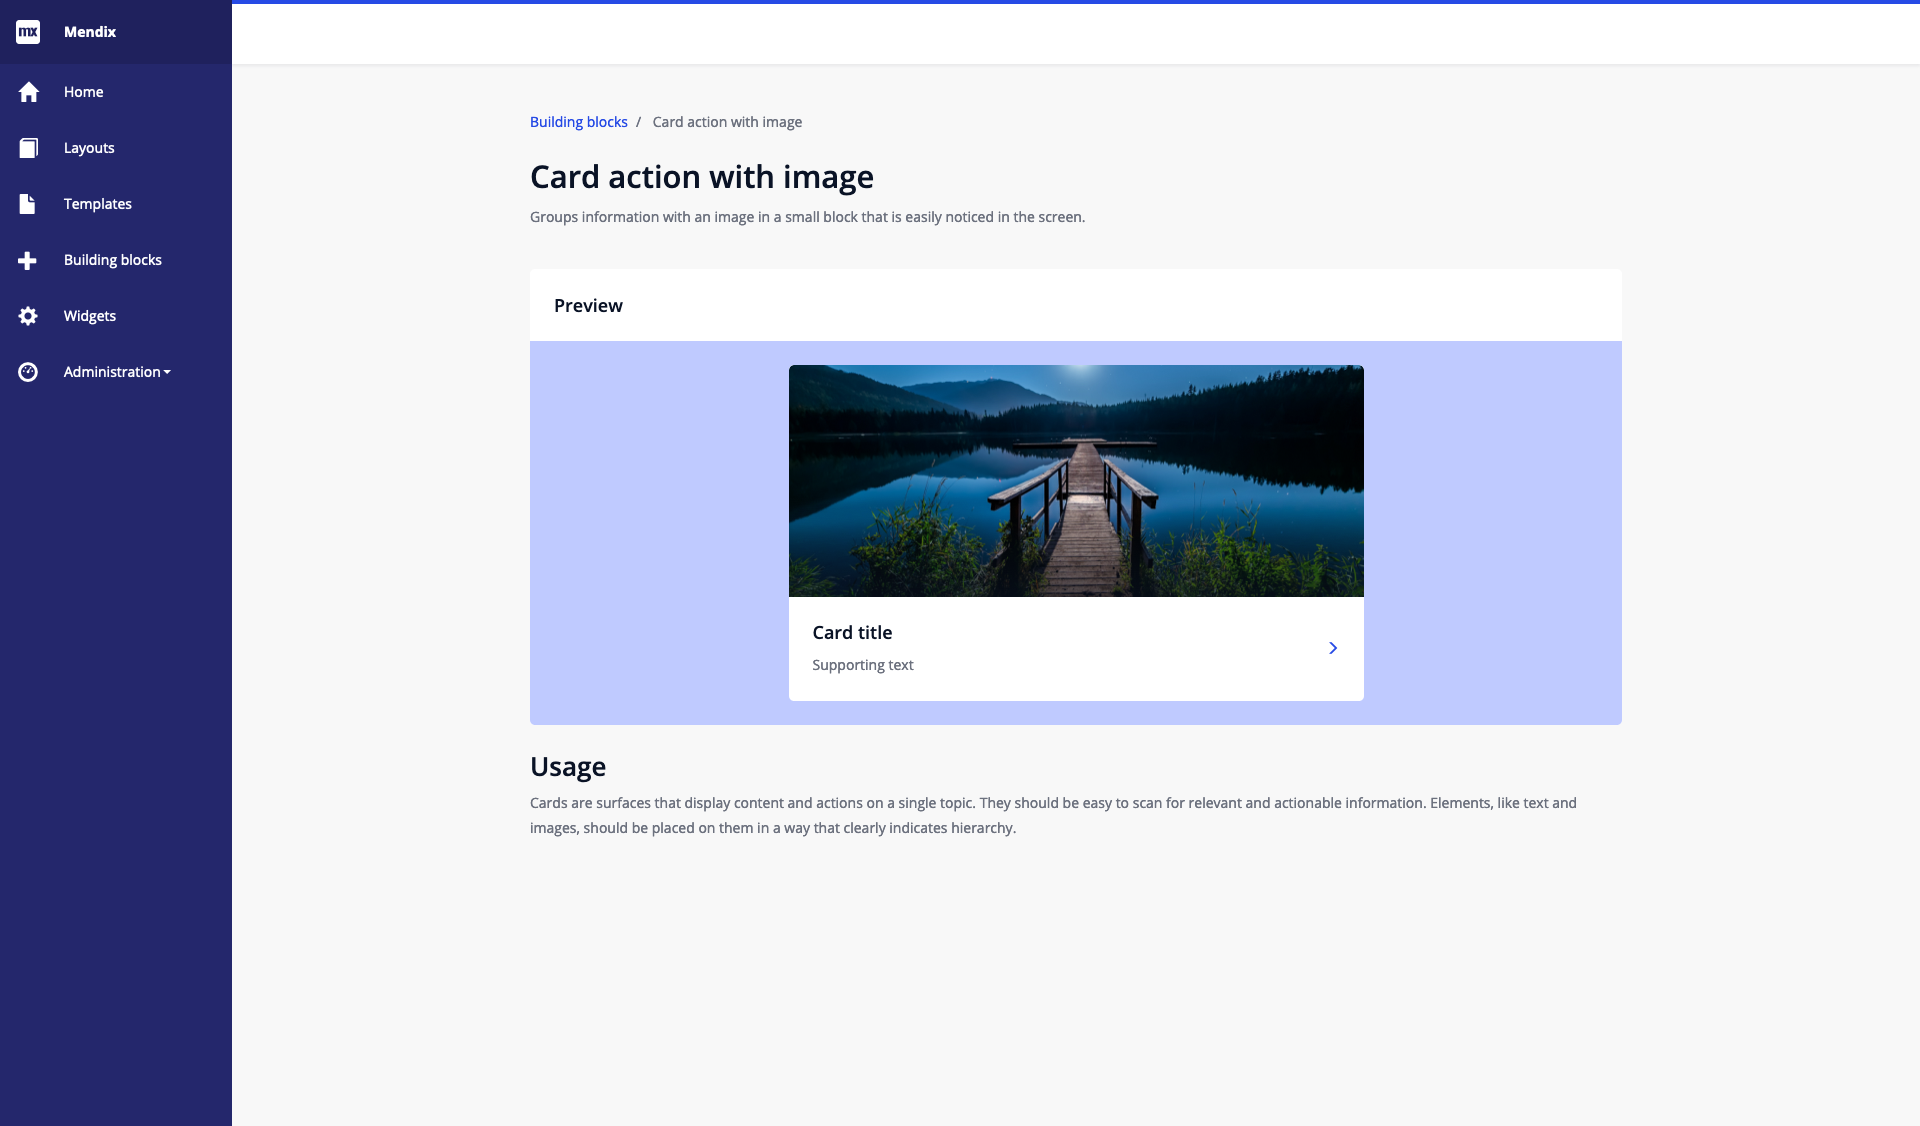 mx Mendix
Home
Layouts
Templates
Building blocks
Widgets
Administration
Building blocks / Card action with image
Card action with image
Groups information with an image in a small block that is easily noticed in the screen.
Preview
Card title
Supporting text
Usage
Cards are surfaces that display content and actions on a single topic. They should be easy to scan for relevant and actionable information. Elements, like text and
images, should be placed on them in a way that clearly indicates hierarchy.